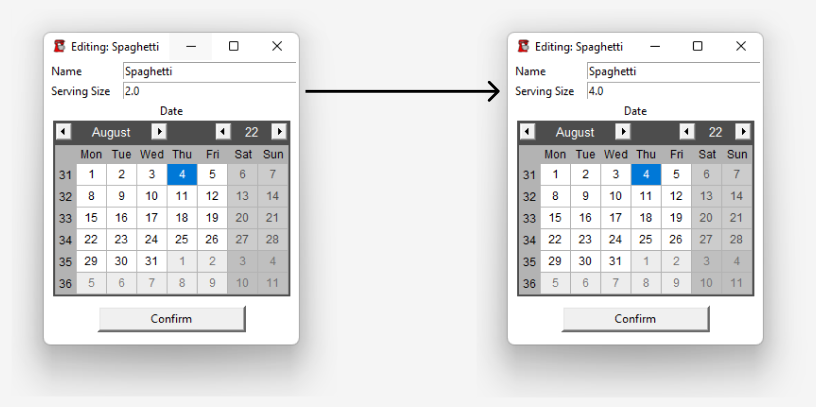 Editing: Spaghetti
Name Spaghetti
Serving Size 2.0
Date
August 22
Mon Tue Wed Thu Fri Sat Sun
31 1 2 3 4 5 6 7
32 8 9 10 11 12 13 14
33 15 16 17 18 19 20 21
34 22 23 24 25 26 27 28
35 29 30 31 1 2 3 4
36 5 6 7 8 9 10 11
Confirm
Editing: Spaghetti
Name Spaghetti
Serving Size 4.0
Date
August 22
Mon Tue Wed Thu Fri Sat Sun
31 1 2 3 4 5 6 7
32 8 9 10 11 12 13 14
33 15 16 17 18 19 20 21
34 22 23 24 25 26 27 28
35 29 30 31 1 2 3 4
36 5 6 7 8 9 10 11
Confirm